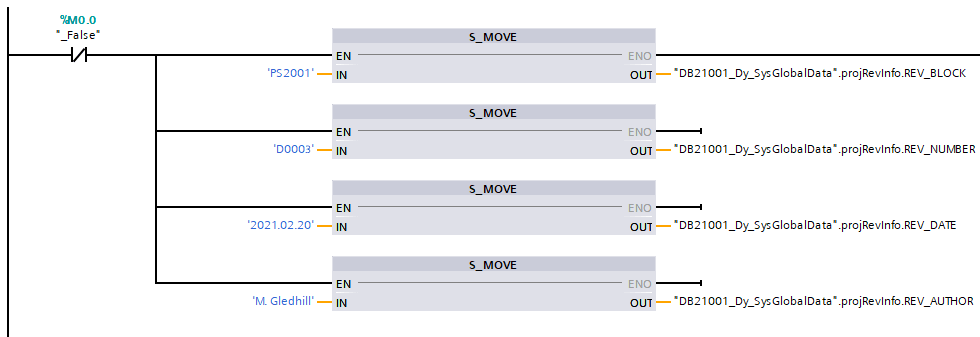 %M0.0
"_False"
S_MOVE
EN ENO
'PS2001' IN OUT "DB21001_Dy_SysGlobalData".projRevInfo.REV_BLOCK
S_MOVE
EN ENO
'D0003' IN OUT "DB21001_Dy_SysGlobalData".projRevInfo.REV_NUMBER
S_MOVE
EN ENO
'2021.02.20' IN OUT "DB21001_Dy_SysGlobalData".projRevInfo.REV_DATE
S_MOVE
EN ENO
'M. Gledhill' IN OUT "DB21001_Dy_SysGlobalData".projRevInfo.REV_AUTHOR